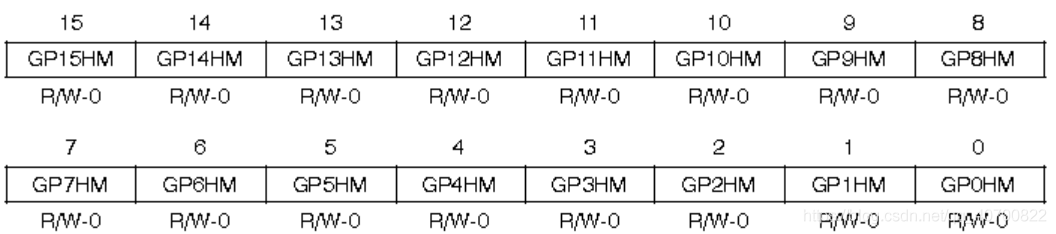 15 14 13 12 11 10 9 8
GP15HM GP14HM GP13HM GP12HM GP11HM GP10HM GP9HM GP8HM
R/W-0 R/W-0 R/W-0 R/W-0 R/W-0 R/W-0 R/W-0 R/W-0
7 6 5 4 3 2 1 0
GP7HM GP6HM GP5HM GP4HM GP3HM GP2HM GP1HM GP0HM
R/W-0 R/W-0 R/W-0 R/W-0 R/W-0 R/W-0 R/W-0 R/W-0